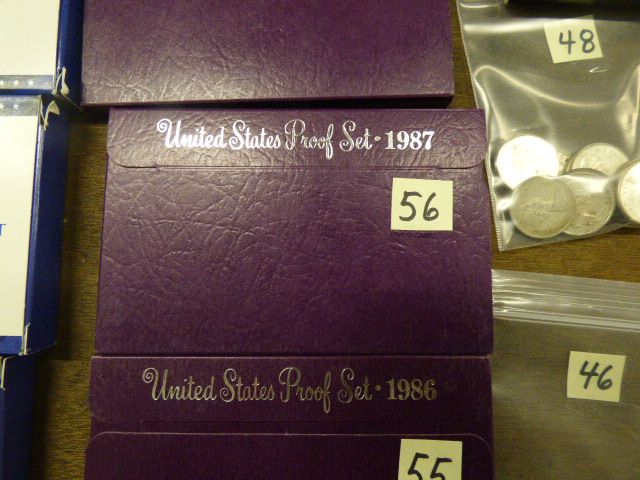 48
United States Proof Set • 1987
56
46
United States Proof Set • 1986
55